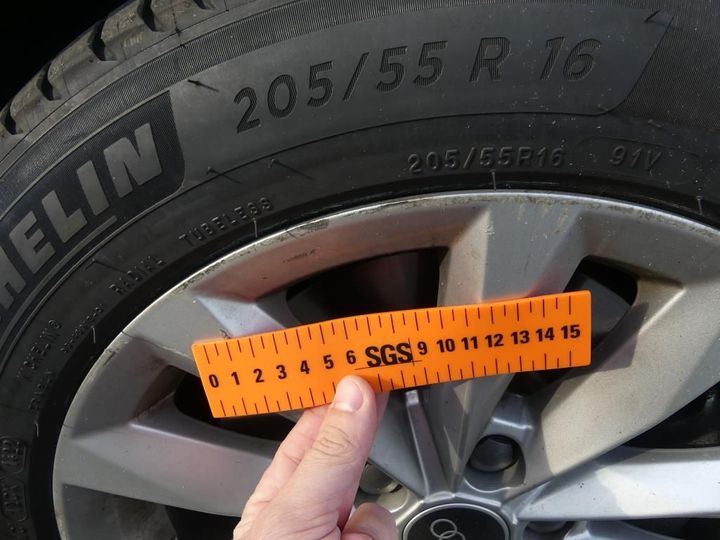 205/55 R 16
205/55R16 91V
MICHELIN
RADIAL TUBELESS
0 1 2 3 4 5 6 SGS 9 10 11 12 13 14 15